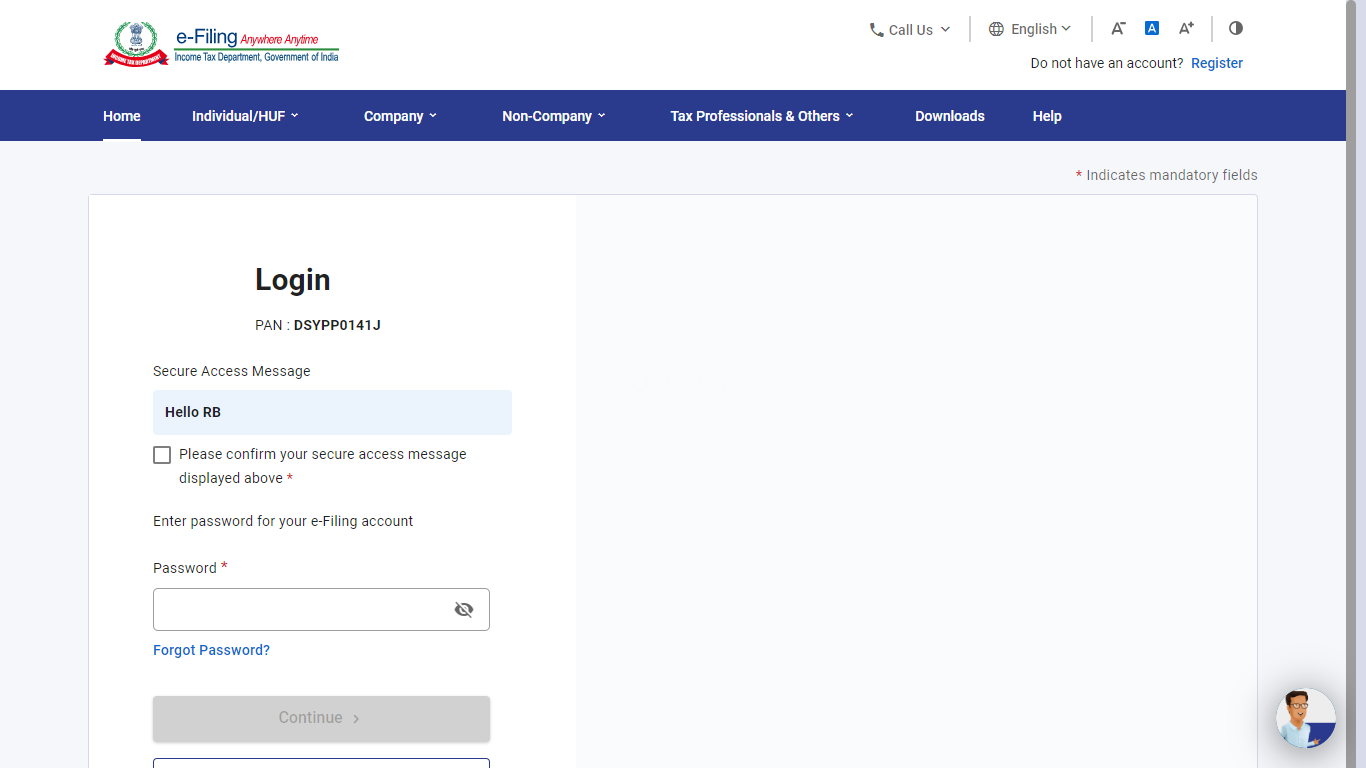 e-Filing Anywhere Anytime
Income Tax Department, Government of India
INCOME TAX DEPARTMENT
Call Us
English
A-
A
A+
Do not have an account? Register
Home
Individual/HUF
Company
Non-Company
Tax Professionals & Others
Downloads
Help
* Indicates mandatory fields
Login
PAN : DSYPP0141J
Secure Access Message
Hello RB
Please confirm your secure access message
displayed above *
Enter password for your e-Filing account
Password *
Forgot Password?
Continue >